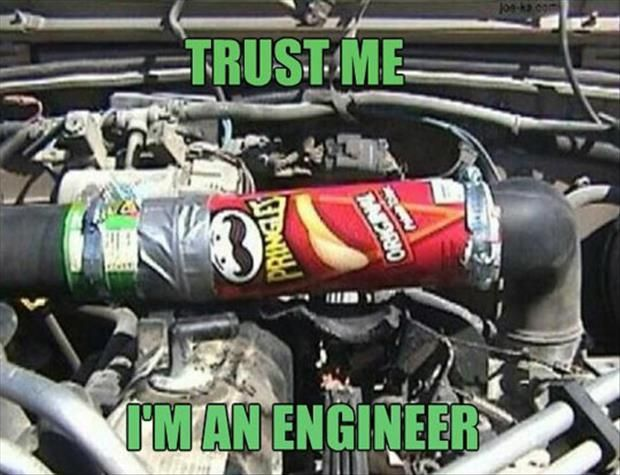 TRUST ME
PRINGLES
ORIGINAL
I'M AN ENGINEER